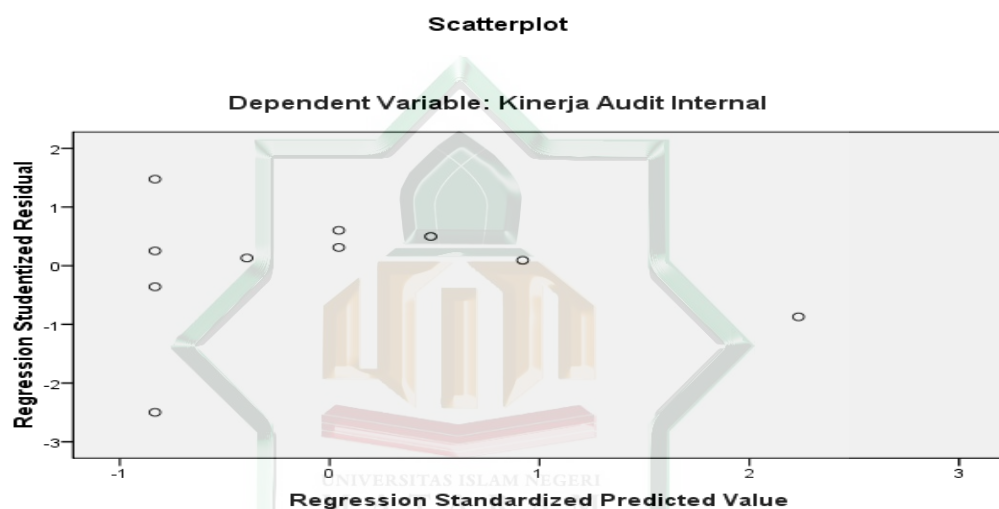 Scatterplot
Dependent Variable: Kinerja Audit Internal
Regression Studentized Residual
2
1
0
-1
-2
-3
-1
0
1
2
3
UNIVERSITAS ISLAM NEGERI
Regression Standardized Predicted Value